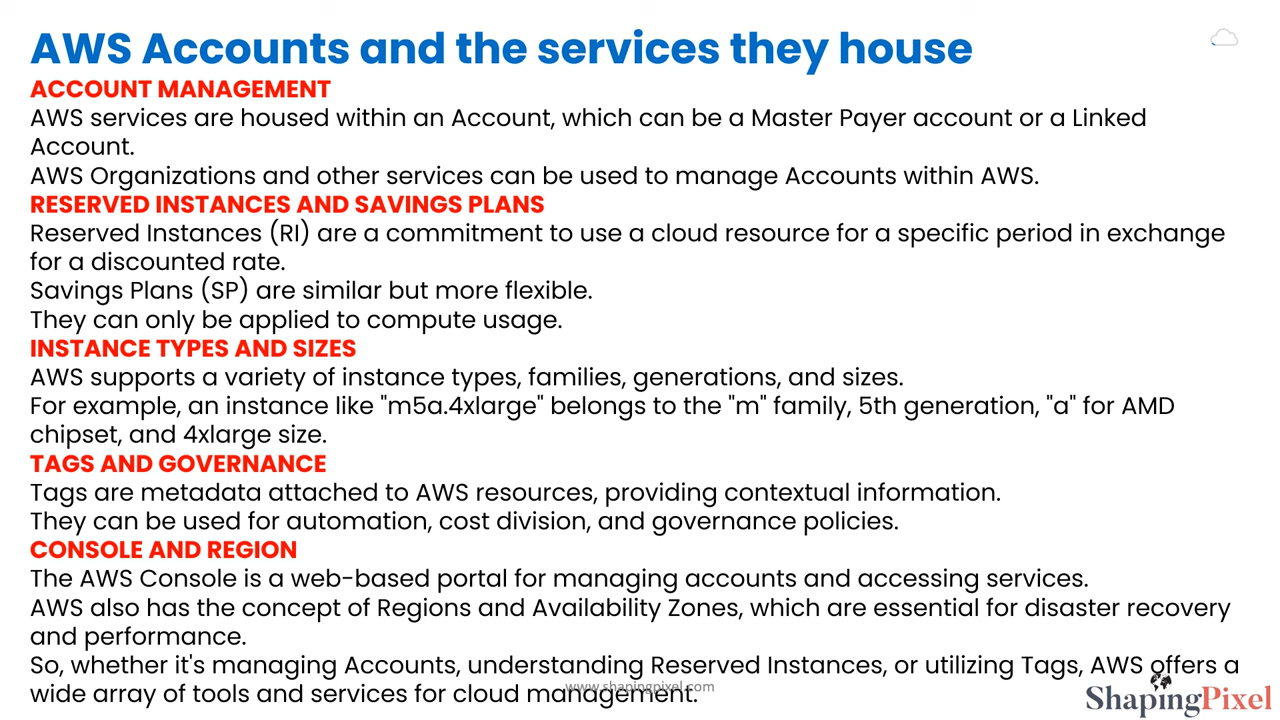 AWS Accounts and the services they house
ACCOUNT MANAGEMENT
AWS services are housed within an Account, which can be a Master Payer account or a Linked
Account.
AWS Organizations and other services can be used to manage Accounts within AWS.
RESERVED INSTANCES AND SAVINGS PLANS
Reserved Instances (RI) are a commitment to use a cloud resource for a specific period in exchange
for a discounted rate.
Savings Plans (SP) are similar but more flexible.
They can only be applied to compute usage.
INSTANCE TYPES AND SIZES
AWS supports a variety of instance types, families, generations, and sizes.
For example, an instance like "m5a.4xlarge" belongs to the "m" family, 5th generation, "a" for AMD
chipset, and 4xlarge size.
TAGS AND GOVERNANCE
Tags are metadata attached to AWS resources, providing contextual information.
They can be used for automation, cost division, and governance policies.
CONSOLE AND REGION
The AWS Console is a web-based portal for managing accounts and accessing services.
AWS also has the concept of Regions and Availability Zones, which are essential for disaster recovery
and performance.
So, whether it's managing Accounts, understanding Reserved Instances, or utilizing Tags, AWS offers a
wide array of tools and services for cloud management.
www.shapingpixel.com
ShapingPixel